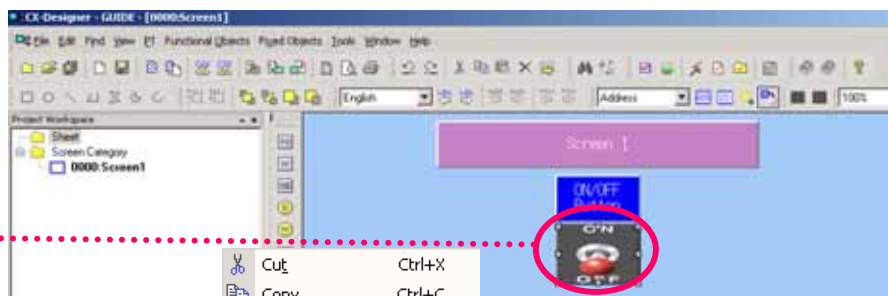 CX-Designer - GUIDE - [0000:Screen1]
File Edit Find View PT Functional Objects Fixed Objects Tools Window Help
English
Address
100%
Project Workspace
Sheet
Screen Category
0000:Screen1
Screen 1
ON/OFF
Button
ON
OFF
Cut Ctrl+X
Copy Ctrl+C